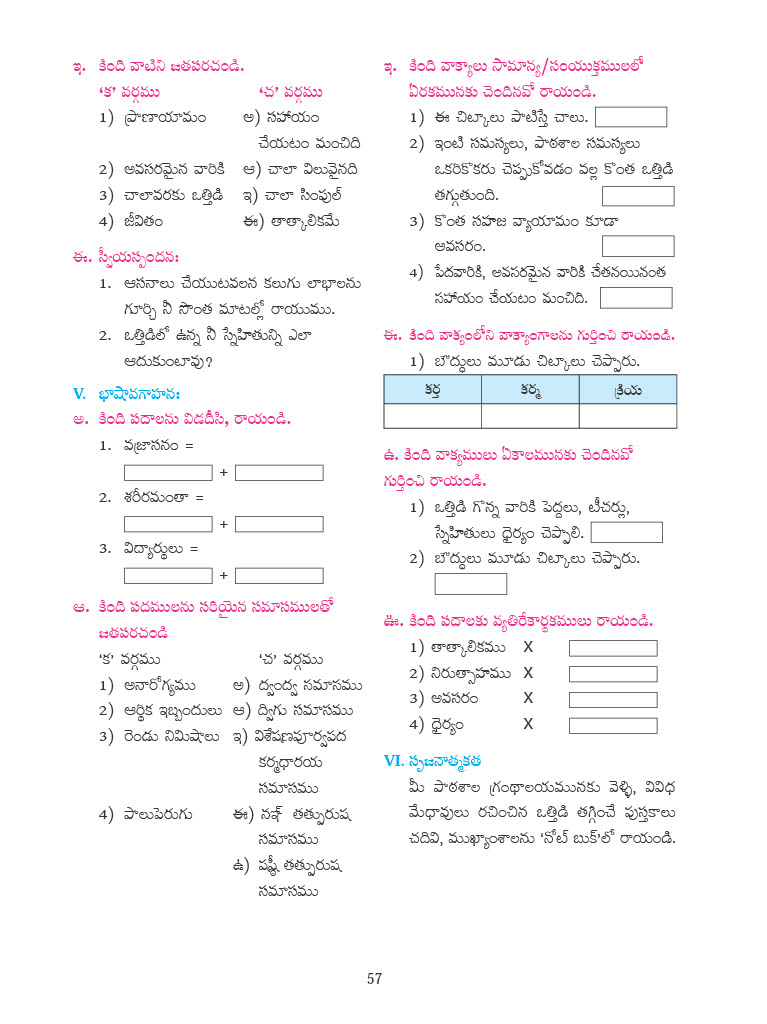 ఇ. కింది వాటిని జతపరచండి.
‘క’ వర్గము ‘చ’ వర్గము
1) ప్రాణాయామం అ) సహాయం
చేయటం మంచిది
2) అవసరమైన వారికి ఆ) చాలా విలువైనది
3) చాలావరకు ఒత్తిడి ఇ) చాలా సింపుల్
4) జీవితం ఈ) తాత్కాలికమే
ఈ. స్వీయస్పందన:
1. ఆసనాలు చేయుటవలన కలుగు లాభాలను
గూర్చి నీ సొంత మాటల్లో రాయుము.
2. ఒత్తిడిలో ఉన్న నీ స్నేహితున్ని ఎలా
ఆదుకుంటావు?
V. భాషావగాహన:
అ. కింది పదాలను విడదీసి, రాయండి.
1. వజ్రాసనం =
+
2. శరీరమంతా =
+
3. విద్యార్థులు =
+
ఆ. కింది పదములను సరియైన సమాసములతో
జతపరచండి
‘క’ వర్గము ‘చ’ వర్గము
1) అనారోగ్యము అ) ద్వంద్వ సమాసము
2) ఆర్థిక ఇబ్బందులు ఆ) ద్విగు సమాసము
3) రెండు నిమిషాలు ఇ) విశేషణపూర్వపద
కర్మధారయ
సమాసము
4) పాలుపెరుగు ఈ) నఞ్ తత్పురుష
సమాసము
ఉ) షష్ఠీ తత్పురుష
సమాసము
ఇ. కింది వాక్యాలు సామాన్య/సంయుక్తములలో
ఏరకమునకు చెందినవో రాయండి.
1) ఈ చిట్కాలు పాటిస్తే చాలు.
2) ఇంటి సమస్యలు, పాఠశాల సమస్యలు
ఒకరికొకరు చెప్పుకోవడం వల్ల కొంత ఒత్తిడి
తగ్గుతుంది.
3) కొంత సహజ వ్యాయామం కూడా
అవసరం.
4) పేదవారికి, అవసరమైన వారికి చేతనయినంత
సహాయం చేయటం మంచిది.
ఈ. కింది వాక్యంలోని వాక్యాంగాలను గుర్తించి రాయండి.
1) బౌద్ధులు మూడు చిట్కాలు చెప్పారు.
కర్త కర్మ క్రియ
ఉ. కింది వాక్యములు ఏకాలమునకు చెందినవో
గుర్తించి రాయండి.
1) ఒత్తిడి గొన్న వారికి పెద్దలు, టీచర్లు,
స్నేహితులు ధైర్యం చెప్పాలి.
2) బౌద్ధులు మూడు చిట్కాలు చెప్పారు.
ఊ. కింది పదాలకు వ్యతిరేకార్థకములు రాయండి.
1) తాత్కాలికము X
2) నిరుత్సాహము X
3) అవసరం X
4) ధైర్యం X
VI. సృజనాత్మకత
మీ పాఠశాల గ్రంథాలయమునకు వెళ్ళి, వివిధ
మేధావులు రచించిన ఒత్తిడి తగ్గించే పుస్తకాలు
చదివి, ముఖ్యాంశాలను ‘నోట్ బుక్’లో రాయండి.
57